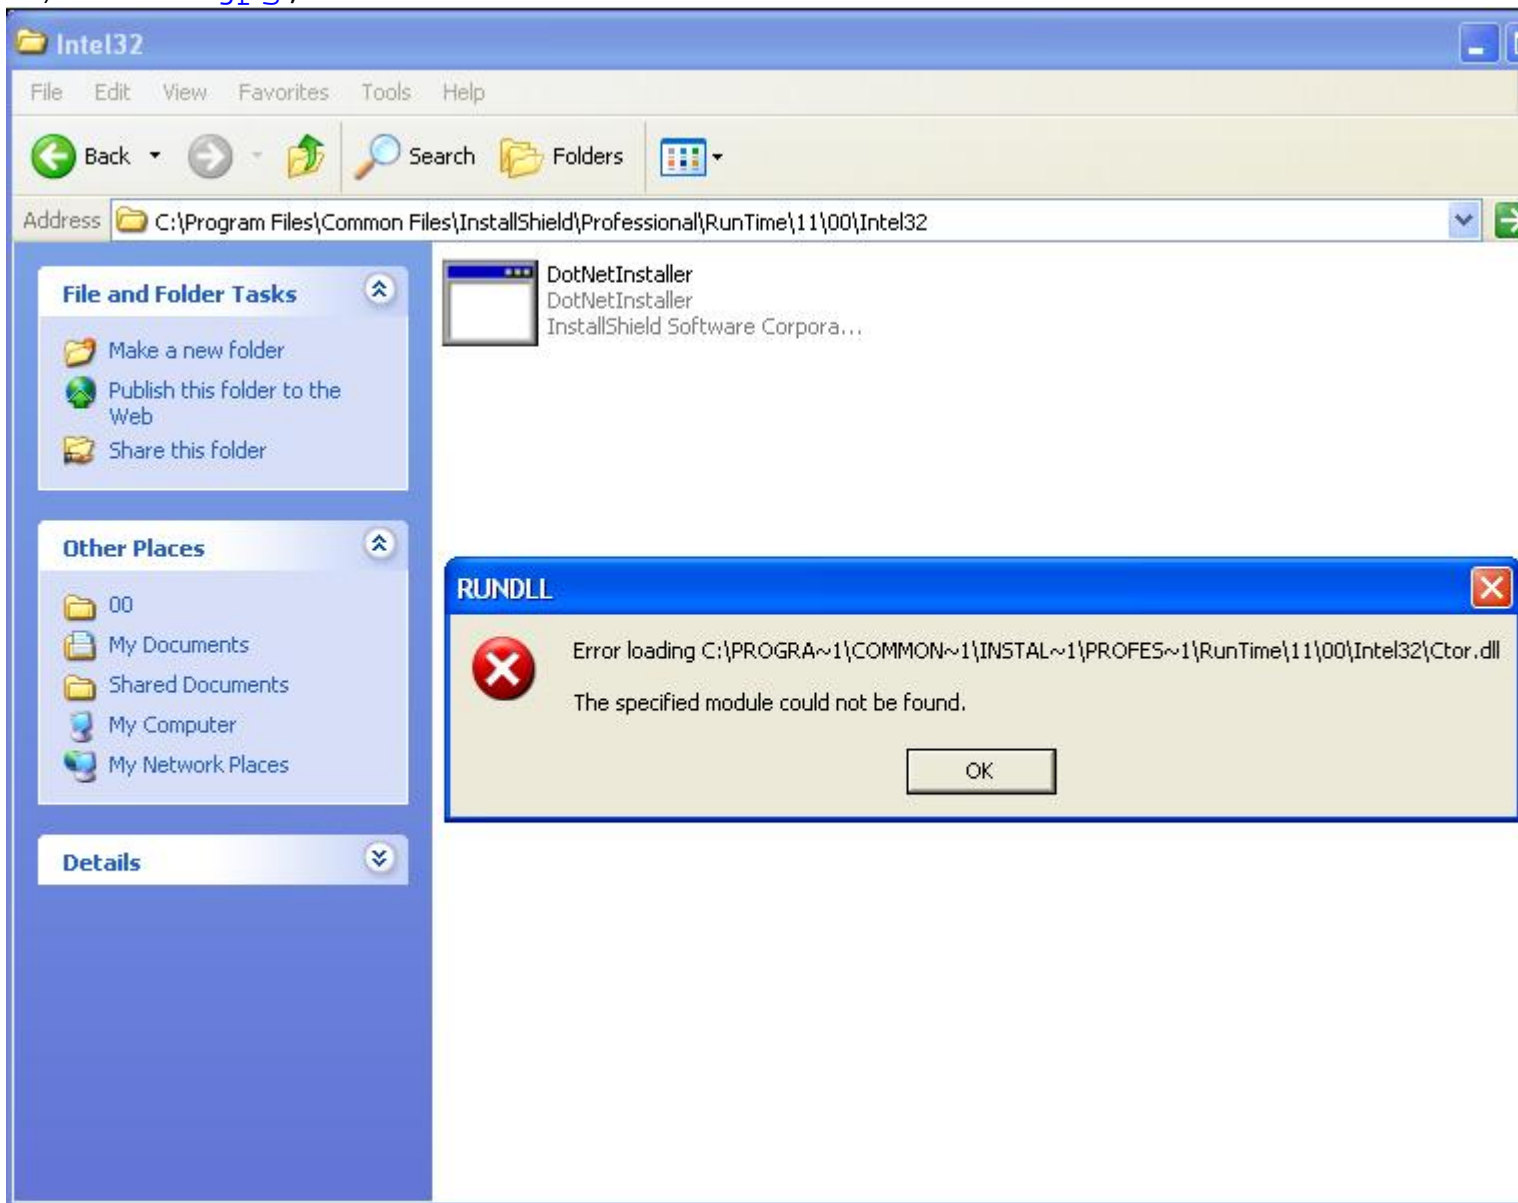 Intel32
File Edit View Favorites Tools Help
Back Search Folders
Address C:\Program Files\Common Files\InstallShield\Professional\RunTime\11\00\Intel32
File and Folder Tasks
Make a new folder
Publish this folder to the
Web
Share this folder
Other Places
00
My Documents
Shared Documents
My Computer
My Network Places
Details
DotNetInstaller
DotNetInstaller
InstallShield Software Corpora...
RUNDLL
Error loading C:\PROGRA~1\COMMON~1\INSTAL~1\PROFES~1\RunTime\11\00\Intel32\Ctor.dll
The specified module could not be found.
OK